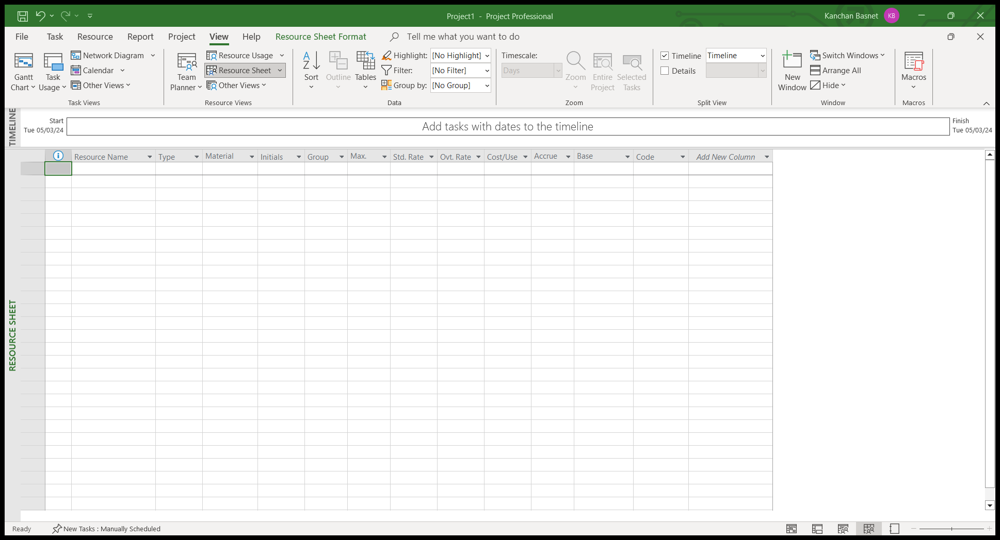 Project1 - Project Professional
Kanchan Basnet
KB
File
Task
Resource
Report
Project
View
Help
Resource Sheet Format
Tell me what you want to do
Gantt
Chart
Task
Usage
Network Diagram
Calendar
Other Views
Task Views
Team
Planner
Resource Usage
Resource Sheet
Other Views
Resource Views
A
Z
Sort
Outline
Tables
Highlight: [No Highlight]
Filter: [No Filter]
Group by: [No Group]
Data
Timescale:
Days
Zoom
Entire
Project
Selected
Tasks
Zoom
Timeline
Timeline
Details
Split View
New
Window
Switch Windows
Arrange All
Hide
Window
Macros
Macros
TIMELINE
Start
Tue 05/03/24
Add tasks with dates to the timeline
Finish
Tue 05/03/24
Resource Name
Type
Material
Initials
Group
Max.
Std. Rate
Ovt. Rate
Cost/Use
Accrue
Base
Code
Add New Column
RESOURCE SHEET
Ready
New Tasks : Manually Scheduled